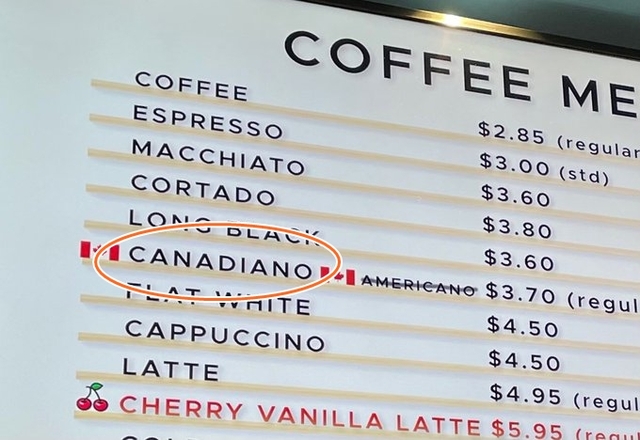 COFFEE ME
COFFEE $2.85 (regular
ESPRESSO $3.00 (std)
MACCHIATO $3.60
CORTADO $3.80
LONG BLACK $3.60
CANADIANO AMERICANO $3.70 (regul
FLAT WHITE $4.50
CAPPUCCINO $4.50
LATTE $4.95 (regul
CHERRY VANILLA LATTE $5.95 (regul